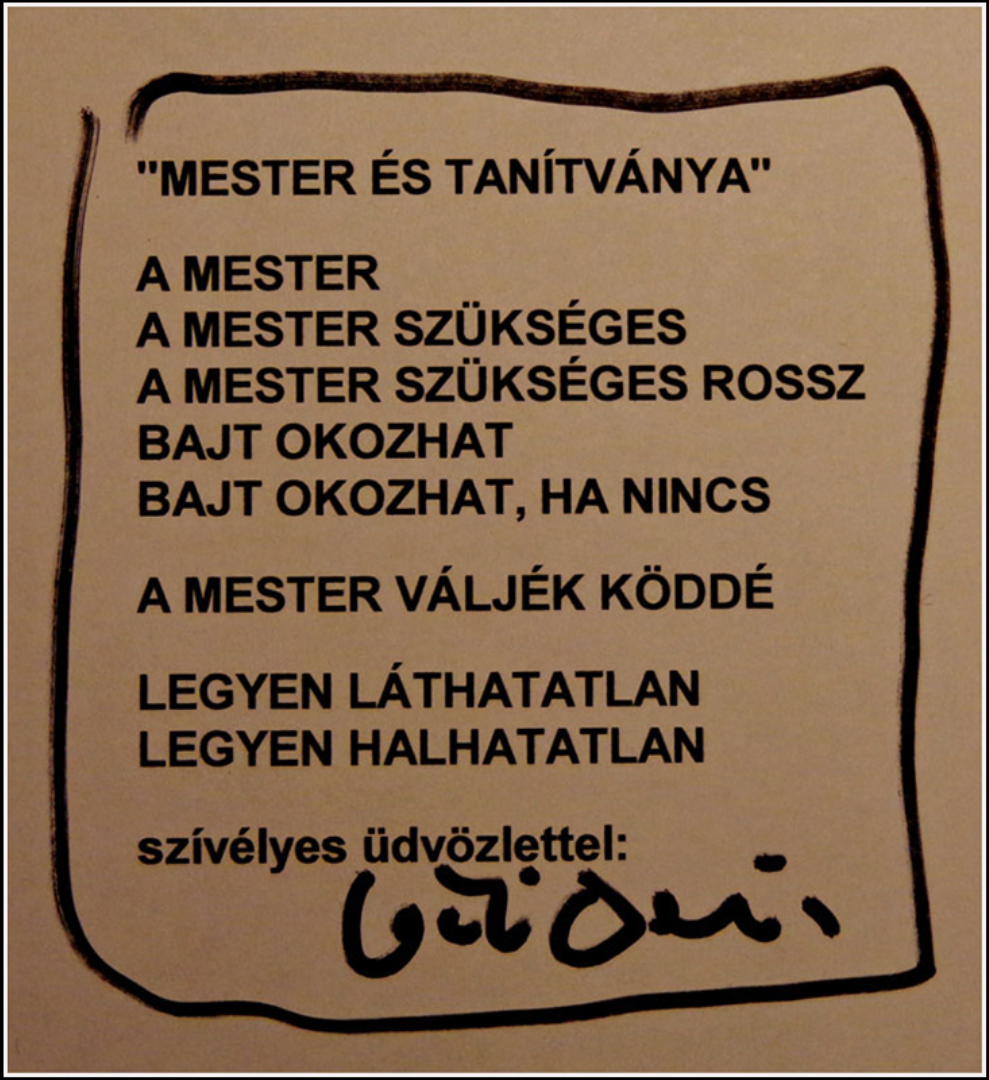 "MESTER ÉS TANÍTVÁNYA"
A MESTER
A MESTER SZÜKSÉGES
A MESTER SZÜKSÉGES ROSSZ
BAJT OKOZHAT
BAJT OKOZHAT, HA NINCS
A MESTER VÁLJÉK KÖDDÉ
LEGYEN LÁTHATATLAN
LEGYEN HALHATATLAN
szívélyes üdvözlettel: